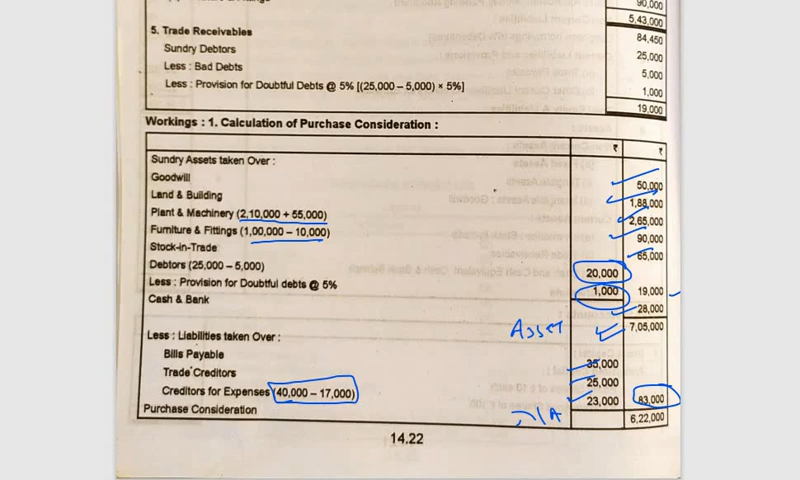 90,000
5,43,000
5. Trade Receivables 84,450
Sundry Debtors 25,000
Less : Bad Debts 5,000
Less : Provision for Doubtful Debts @ 5% [(25,000 – 5,000) × 5%] 1,000
19,000
Workings : 1. Calculation of Purchase Consideration :
₹ ₹
Sundry Assets taken Over :
Goodwill 50,000
Land & Building 1,88,000
Plant & Machinery (2,10,000 + 55,000) 2,65,000
Furniture & Fittings (1,00,000 – 10,000) 90,000
Stock-in-Trade 65,000
Debtors (25,000 – 5,000) 20,000
Less : Provision for Doubtful debts @ 5% 1,000 19,000
Cash & Bank 28,000
Asset 7,05,000
Less : Liabilities taken Over :
Bills Payable 35,000
Trade Creditors 25,000
Creditors for Expenses (40,000 – 17,000) 23,000 83,000
Purchase Consideration 6,22,000
14.22